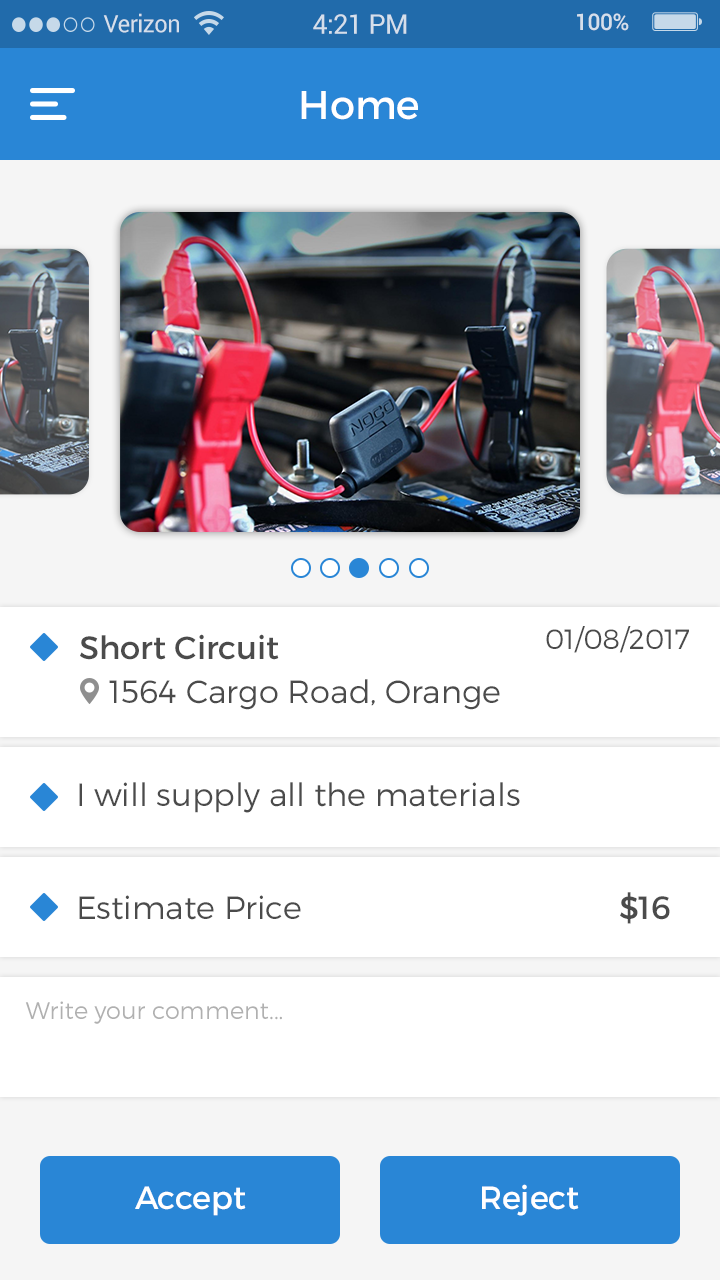 Verizon 4:21 PM 100%
Home
NOCO
Short Circuit 01/08/2017
1564 Cargo Road, Orange
I will supply all the materials
Estimate Price $16
Write your comment...
Accept Reject